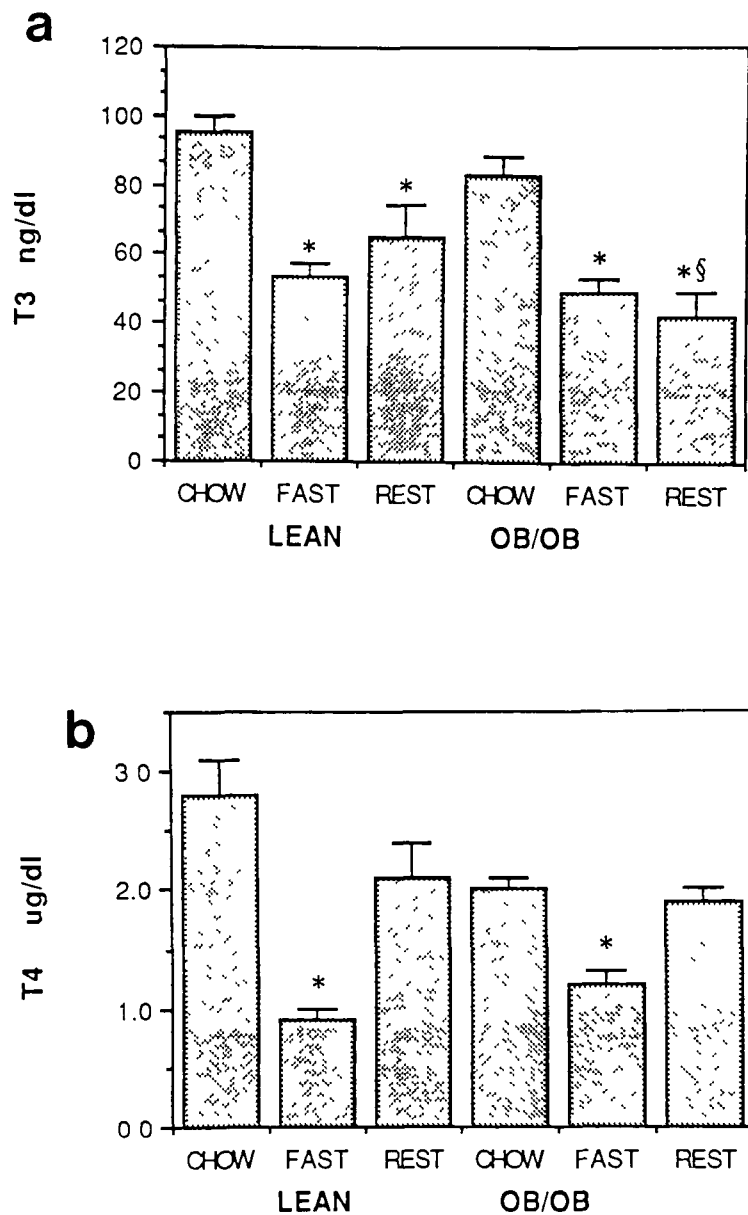 a
T3 ng/dl
120
100
80
60
40
20
0
*
*
*
*§
CHOW FAST REST CHOW FAST REST
LEAN OB/OB
b
T4 ug/dl
3 0
2.0
1.0
0 0
*
*
CHOW FAST REST CHOW FAST REST
LEAN OB/OB